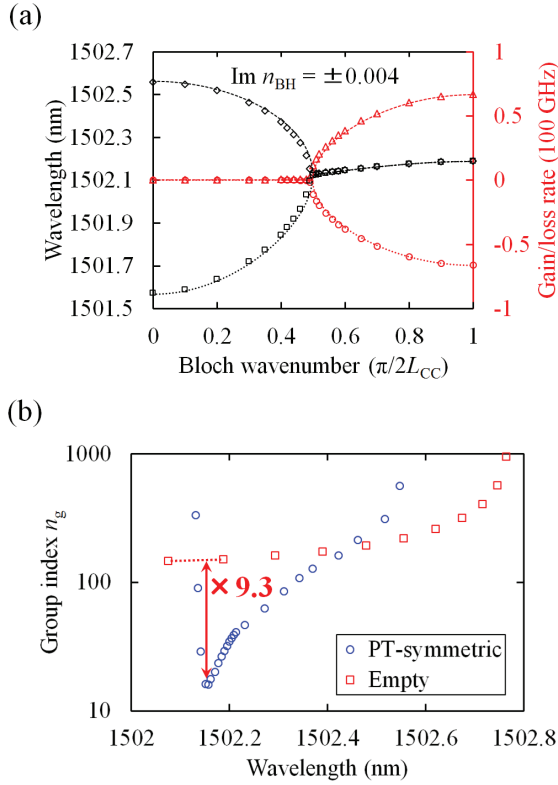 (a)
1502.7
1502.5
1502.3
1502.1
1501.9
1501.7
1501.5
Wavelength (nm)
Im n_BH = ±0.004
1
0.5
0
-0.5
-1
Gain/loss rate (100 GHz)
0 0.2 0.4 0.6 0.8 1
Bloch wavenumber (π/2L_CC)
(b)
1000
100
10
Group index n_g
× 9.3
PT-symmetric
Empty
1502 1502.2 1502.4 1502.6 1502.8
Wavelength (nm)